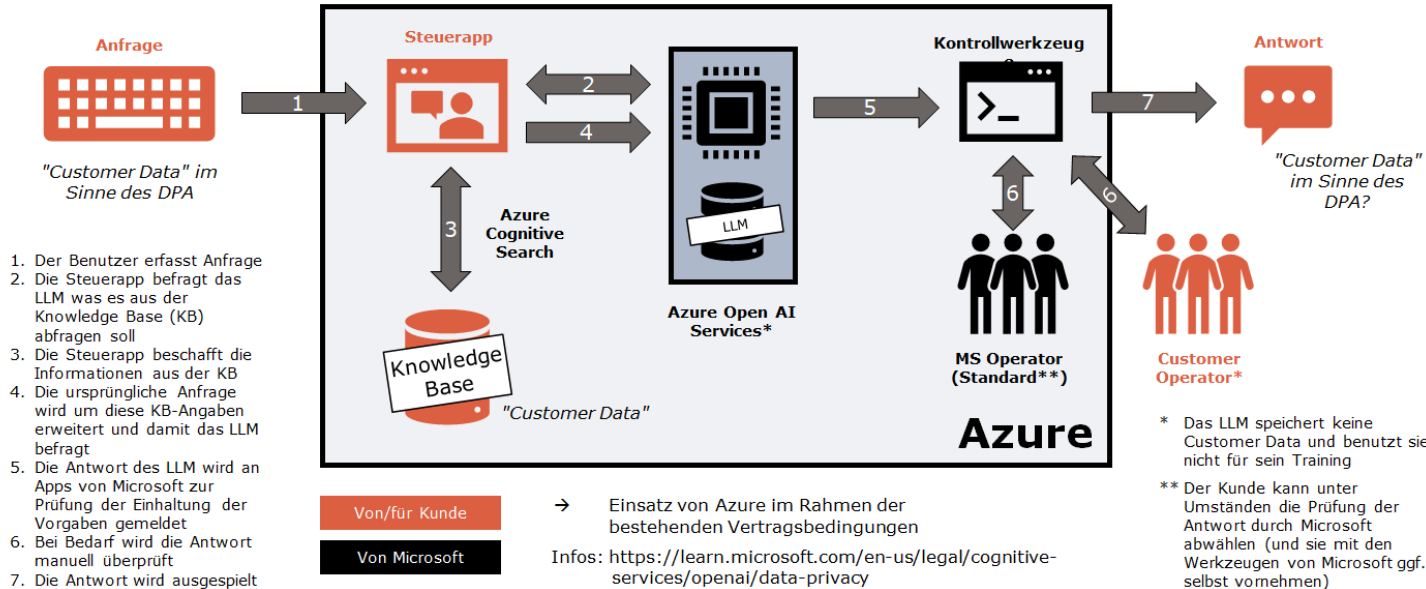 Anfrage
1
"Customer Data" im
Sinne des DPA
1. Der Benutzer erfasst Anfrage
2. Die Steuerapp befragt das
LLM was es aus der
Knowledge Base (KB)
abfragen soll
3. Die Steuerapp beschafft die
Informationen aus der KB
4. Die ursprüngliche Anfrage
wird um diese KB-Angaben
erweitert und damit das LLM
befragt
5. Die Antwort des LLM wird an
Apps von Microsoft zur
Prüfung der Einhaltung der
Vorgaben gemeldet
6. Bei Bedarf wird die Antwort
manuell überprüft
7. Die Antwort wird ausgespielt
Steuerapp
2
4
3
Azure
Cognitive
Search
Knowledge
Base
"Customer Data"
LLM
Azure Open AI
Services*
5
Kontrollwerkzeug
6
6
MS Operator
(Standard**)
Azure
7
Antwort
"Customer Data"
im Sinne des
DPA?
Customer
Operator*
* Das LLM speichert keine
Customer Data und benutzt sie
nicht für sein Training
** Der Kunde kann unter
Umständen die Prüfung der
Antwort durch Microsoft
abwählen (und sie mit den
Werkzeugen von Microsoft ggf.
selbst vornehmen)
Von/für Kunde
Von Microsoft
→ Einsatz von Azure im Rahmen der
bestehenden Vertragsbedingungen
Infos: https://learn.microsoft.com/en-us/legal/cognitive-
services/openai/data-privacy